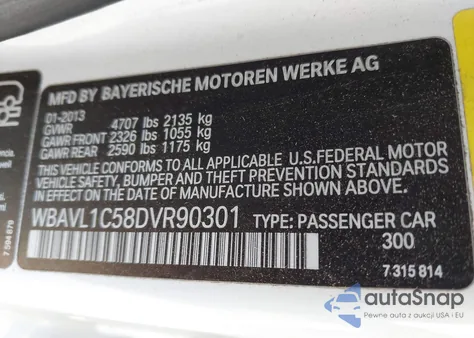 MFD BY BAYERISCHE MOTOREN WERKE AG
01-2013
GVWR 4707 lbs 2135 kg
GAWR FRONT 2326 lbs 1055 kg
GAWR REAR 2590 lbs 1175 kg
THIS VEHICLE CONFORMS TO ALL APPLICABLE U.S. FEDERAL MOTOR
VEHICLE SAFETY, BUMPER AND THEFT PREVENTION STANDARDS
IN EFFECT ON THE DATE OF MANUFACTURE SHOWN ABOVE.
WBAVL1C58DVR90301 TYPE: PASSENGER CAR
300
7 315 814
7 594 879
autoSnap
Pewne auta z aukcji USA i EU